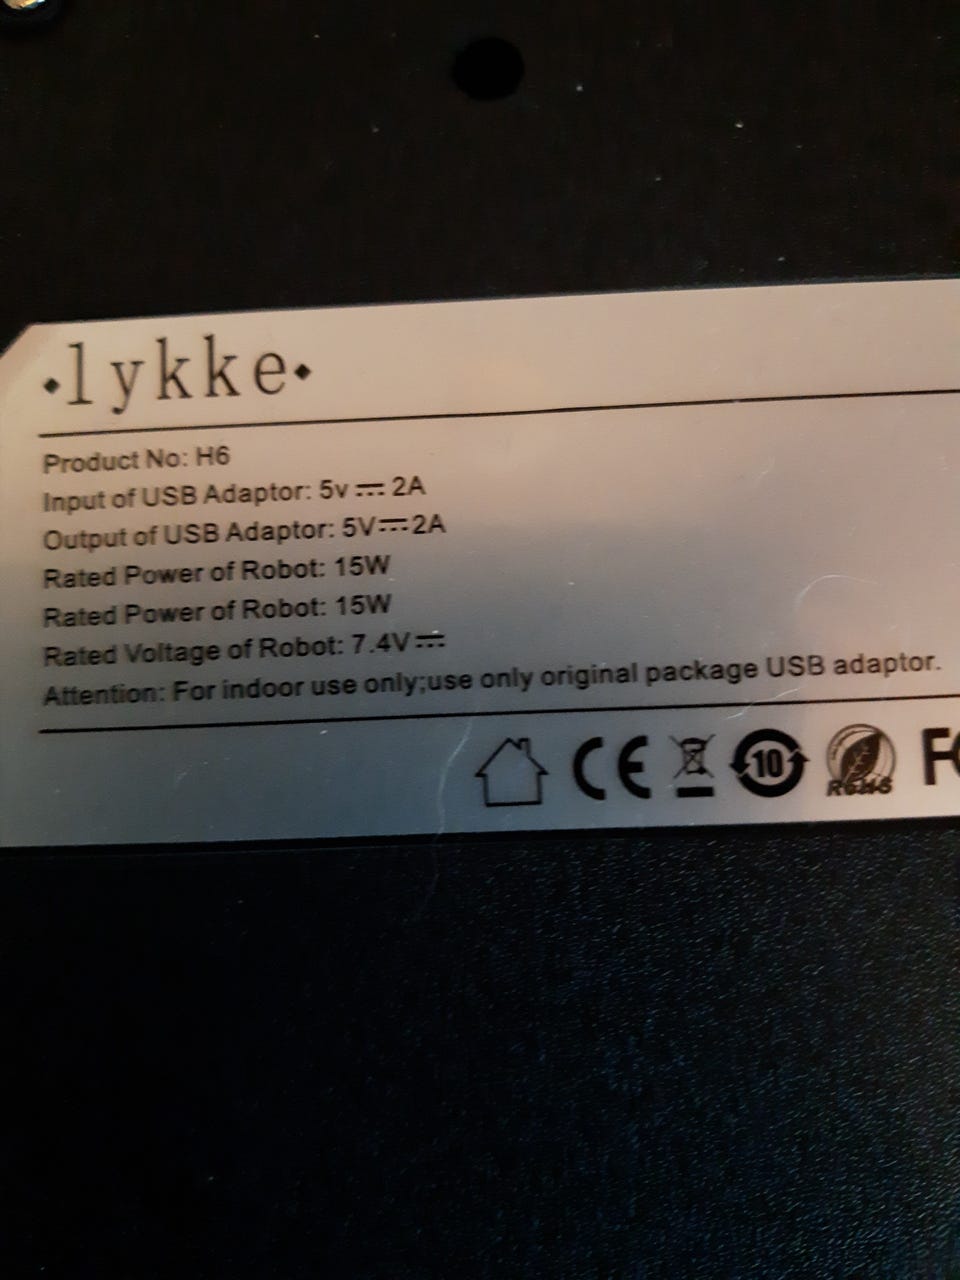 ·lykke·
Product No: H6
Input of USB Adaptor: 5v ⎓ 2A
Output of USB Adaptor: 5V⎓2A
Rated Power of Robot: 15W
Rated Power of Robot: 15W
Rated Voltage of Robot: 7.4V⎓
Attention: For indoor use only;use only original package USB adaptor.
CE 10 RoHS